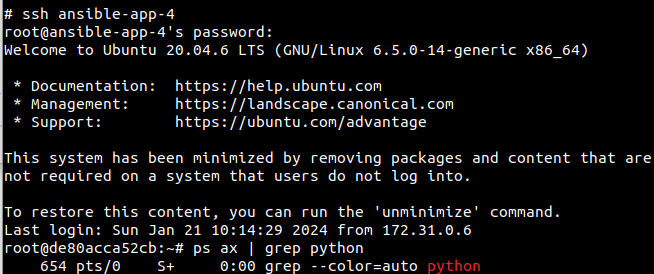 # ssh ansible-app-4
root@ansible-app-4's password:
Welcome to Ubuntu 20.04.6 LTS (GNU/Linux 6.5.0-14-generic x86_64)
* Documentation:  https://help.ubuntu.com
* Management:     https://landscape.canonical.com
* Support:        https://ubuntu.com/advantage
This system has been minimized by removing packages and content that are
not required on a system that users do not log into.
To restore this content, you can run the 'unminimize' command.
Last login: Sun Jan 21 10:14:29 2024 from 172.31.0.6
root@de80acca52cb:~# ps ax | grep python
654 pts/0    S+     0:00 grep --color=auto python